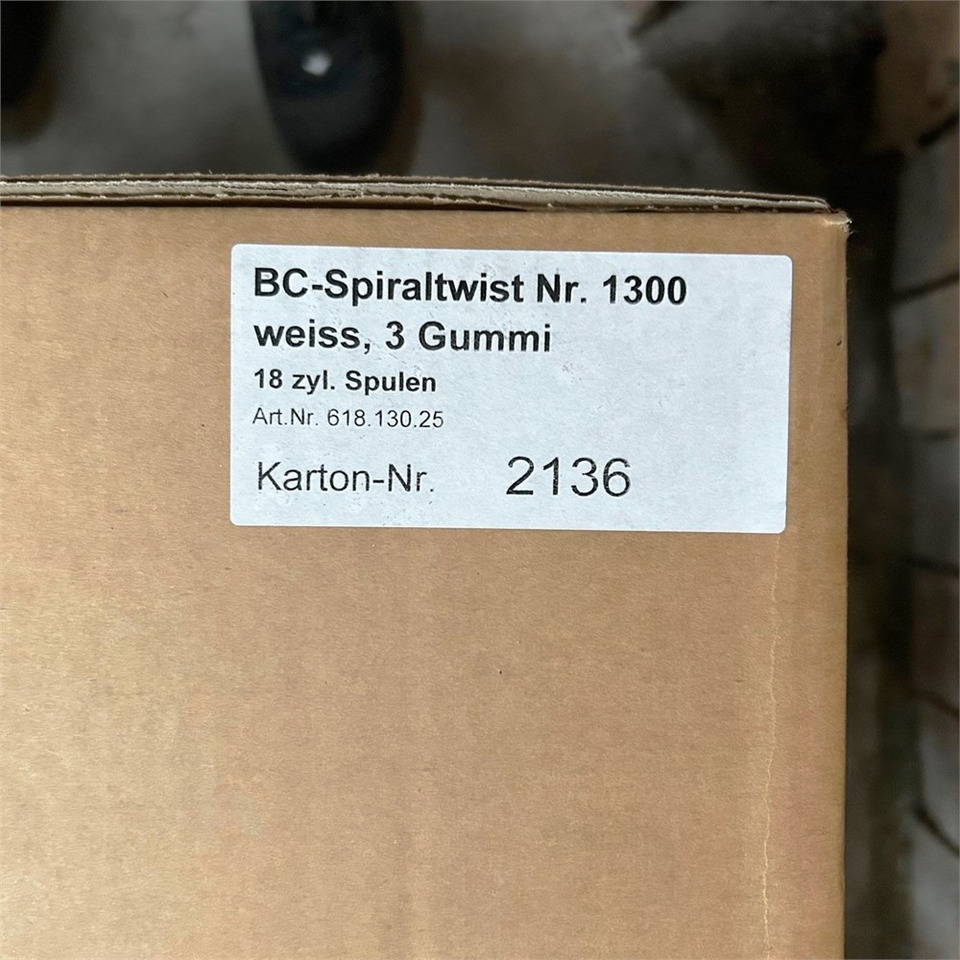 BC-Spiraltwist Nr. 1300
weiss, 3 Gummi
18 zyl. Spulen
Art.Nr. 618.130.25
Karton-Nr. 2136